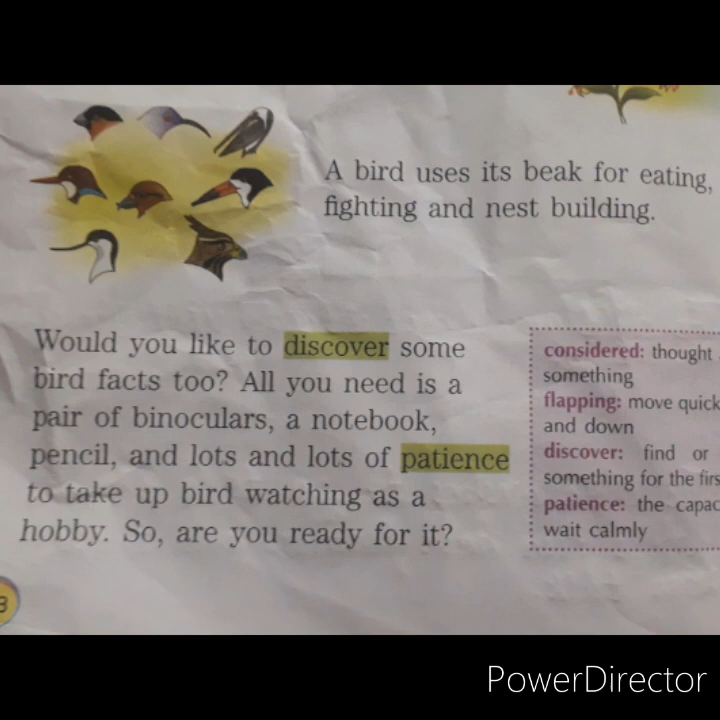 A bird uses its beak for eating,
fighting and nest building.
Would you like to discover some
bird facts too? All you need is a
pair of binoculars, a notebook,
pencil, and lots and lots of patience
to take up bird watching as a
hobby. So, are you ready for it?
considered: thought
something
flapping: move quick
and down
discover: find or
something for the firs
patience: the capac
wait calmly
PowerDirector